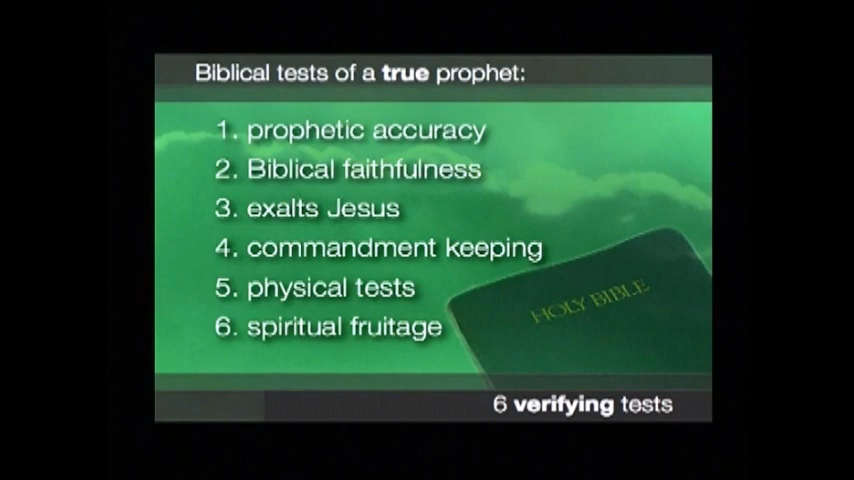 Biblical tests of a true prophet:
1. prophetic accuracy
2. Biblical faithfulness
3. exalts Jesus
4. commandment keeping
5. physical tests
6. spiritual fruitage
HOLY BIBLE
6 verifying tests